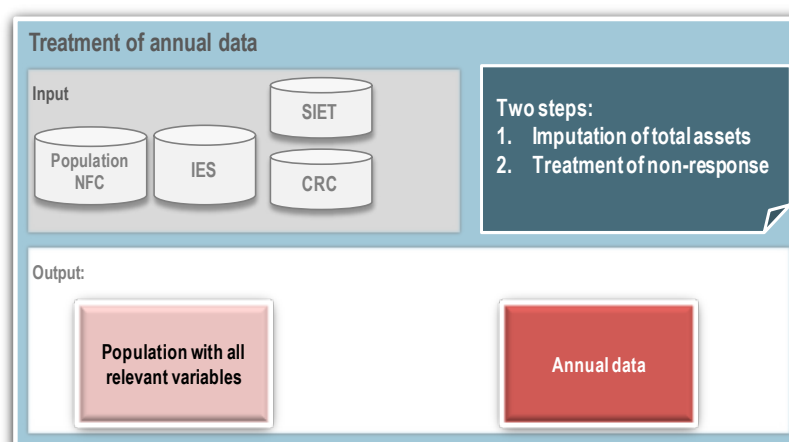 Treatment of annual data
Input
Population
NFC
IES
SIET
CRC
Two steps:
1. Imputation of total assets
2. Treatment of non-response
Output:
Population with all
relevant variables
Annual data